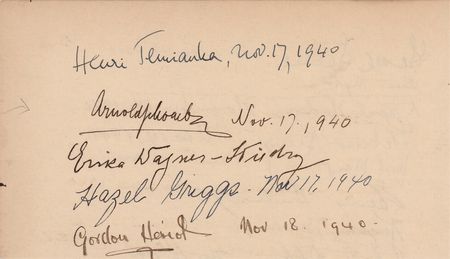 Henri Temianka, Nov. 17, 1940
Arnold Schoenberg Nov. 17., 1940
Erika Wagner-Stiedry
Hazel Griggs - Nov 17, 1940
Gordon Heriot Nov 18. 1940.